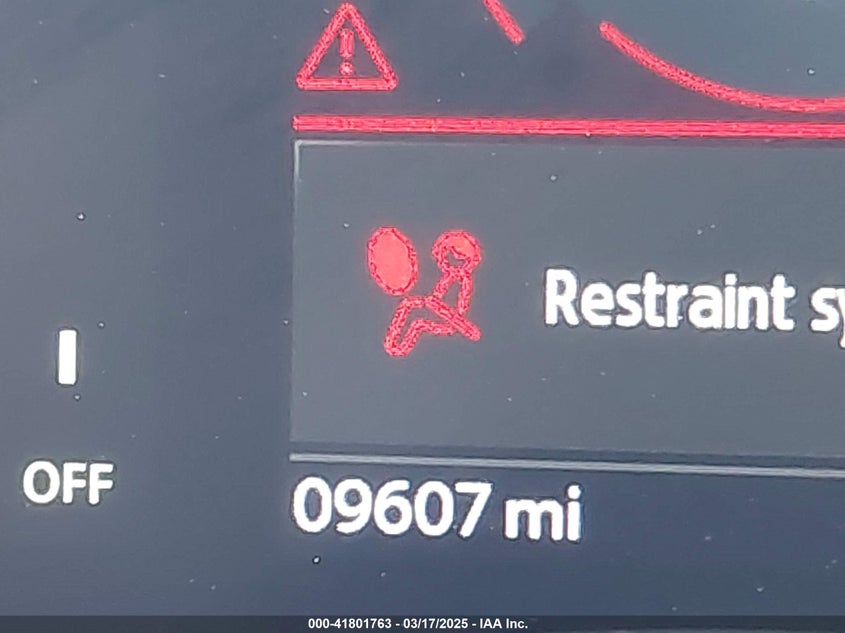 Restraint sy
OFF
09607 mi
000-41801763 - 03/17/2025 - IAA Inc.